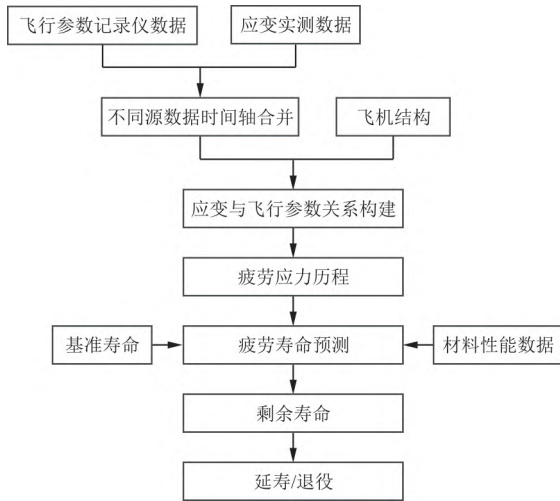 飞行参数记录仪数据
应变实测数据
不同源数据时间轴合并
飞机结构
应变与飞行参数关系构建
疲劳应力历程
基准寿命
疲劳寿命预测
材料性能数据
剩余寿命
延寿/退役